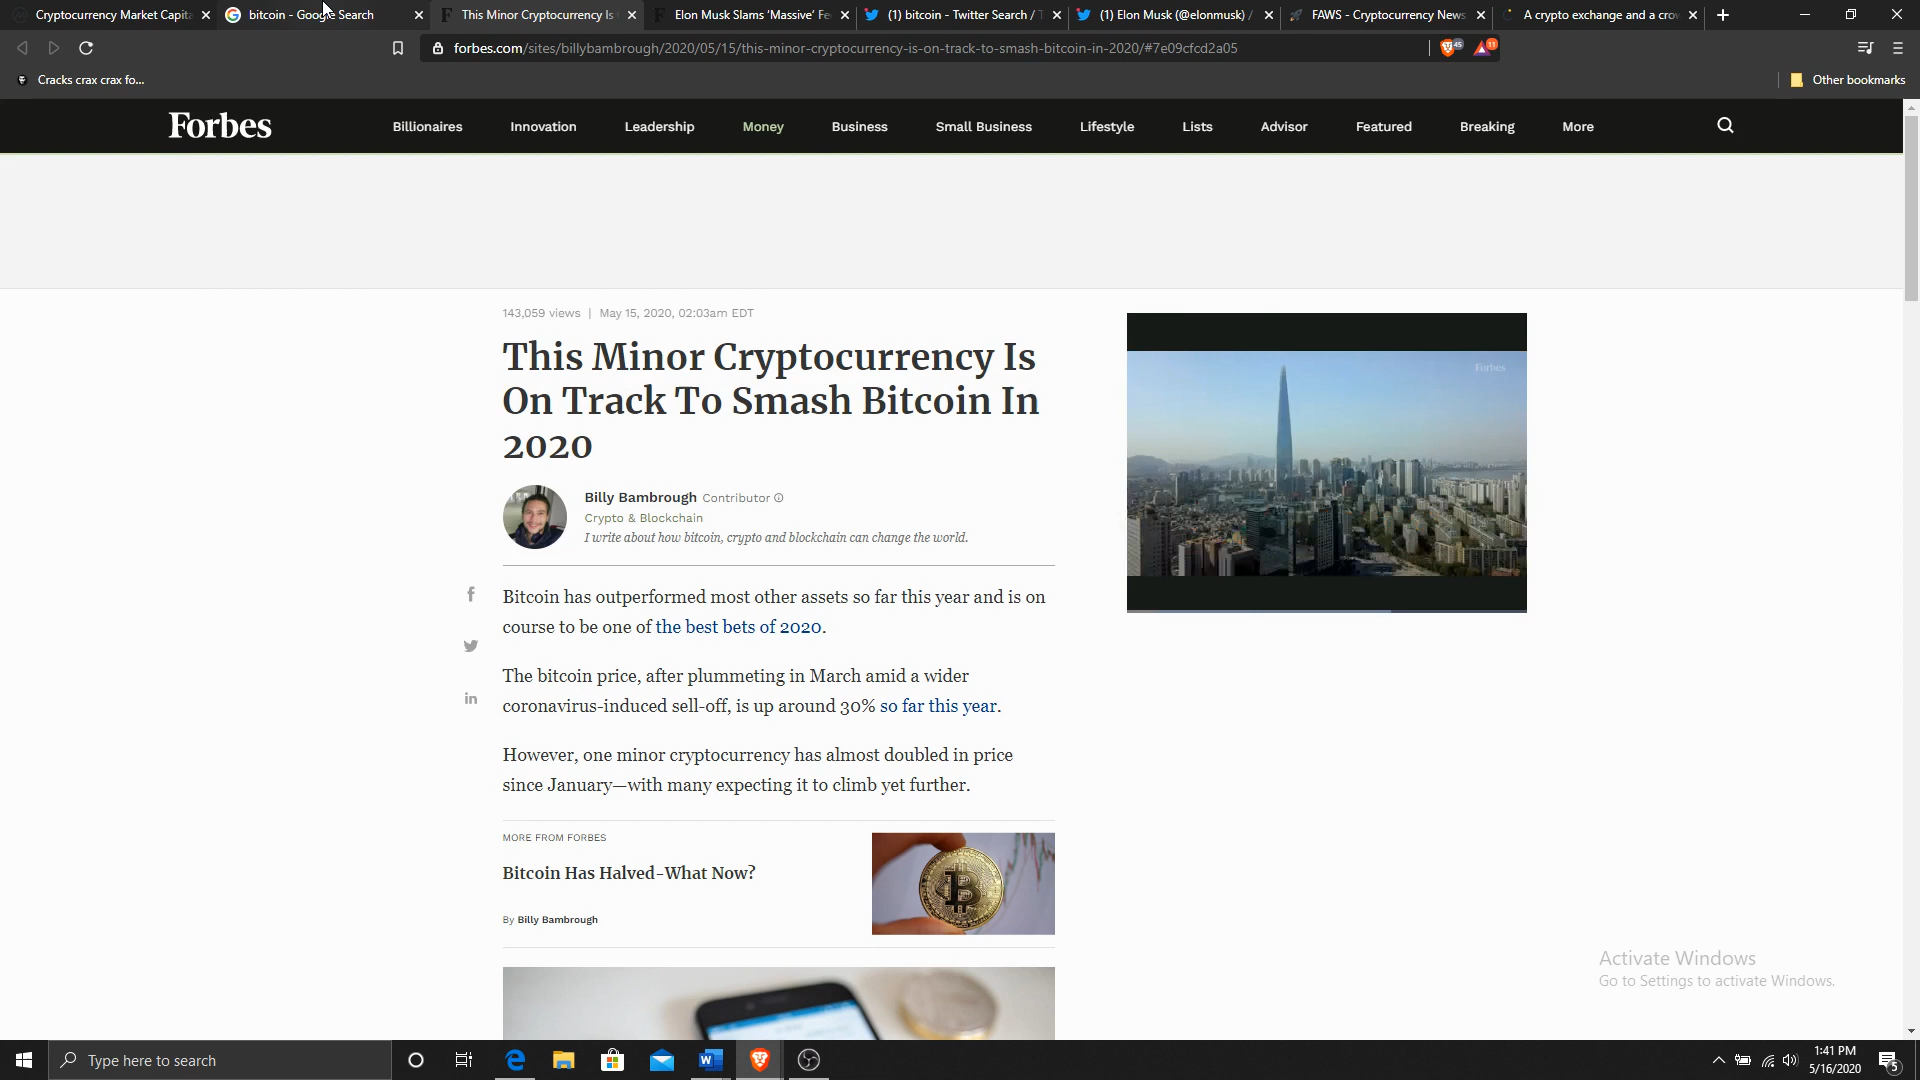 Cryptocurrency Market Capita
bitcoin - Google Search
This Minor Cryptocurrency Is
Elon Musk Slams 'Massive' Fe
(1) bitcoin - Twitter Search / T
(1) Elon Musk (@elonmusk) /
FAWS - Cryptocurrency News
A crypto exchange and a cro
forbes.com/sites/billybambrough/2020/05/15/this-minor-cryptocurrency-is-on-track-to-smash-bitcoin-in-2020/#7e09cfcd2a05
45
11
Cracks crax crax fo...
Other bookmarks
Forbes
Billionaires
Innovation
Leadership
Money
Business
Small Business
Lifestyle
Lists
Advisor
Featured
Breaking
More
143,059 views | May 15, 2020, 02:03am EDT
This Minor Cryptocurrency Is
On Track To Smash Bitcoin In
2020
Billy Bambrough Contributor
Crypto & Blockchain
I write about how bitcoin, crypto and blockchain can change the world.
Forbes
Bitcoin has outperformed most other assets so far this year and is on
course to be one of the best bets of 2020.
The bitcoin price, after plummeting in March amid a wider
coronavirus-induced sell-off, is up around 30% so far this year.
However, one minor cryptocurrency has almost doubled in price
since January—with many expecting it to climb yet further.
MORE FROM FORBES
Bitcoin Has Halved-What Now?
By Billy Bambrough
Activate Windows
Go to Settings to activate Windows.
Type here to search
1:41 PM
5/16/2020
5